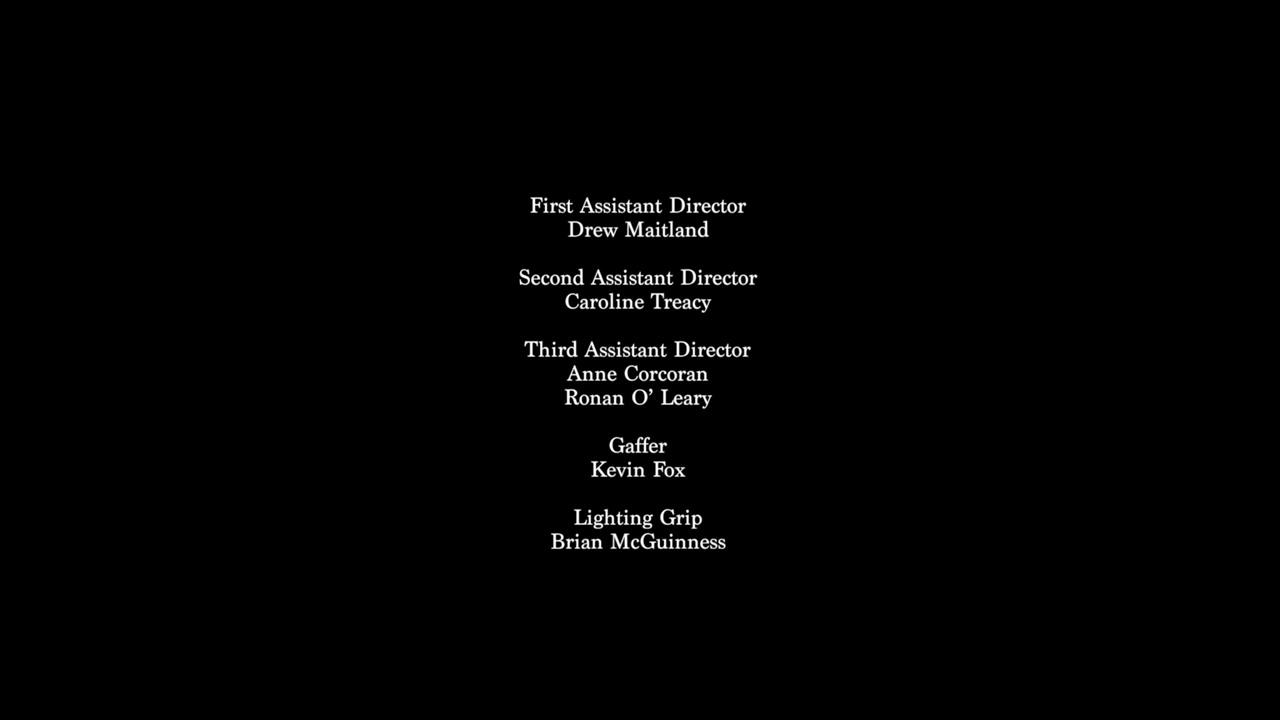 First Assistant Director
Drew Maitland
Second Assistant Director
Caroline Treacy
Third Assistant Director
Anne Corcoran
Ronan O’ Leary
Gaffer
Kevin Fox
Lighting Grip
Brian McGuinness